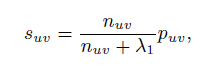 s_{uv} = \frac{n_{uv}}{n_{uv} + \lambda_1} p_{uv},